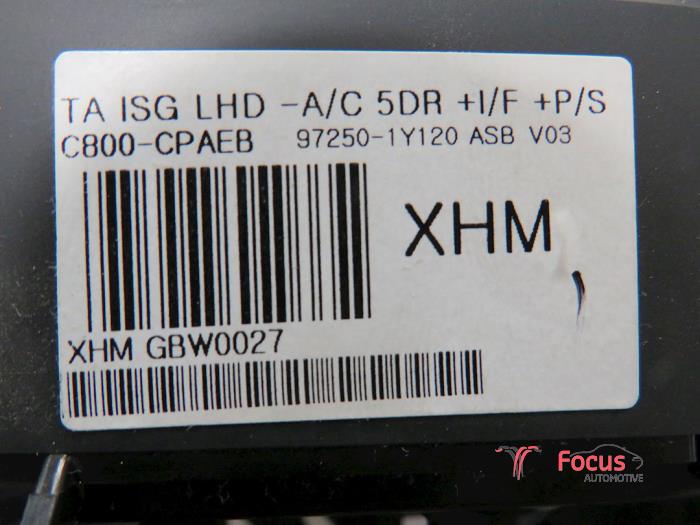 TA ISG LHD -A/C 5DR +I/F +P/S
C800-CPAEB 97250-1Y120 ASB V03
XHM
XHM GBW0027
Focus
AUTOMOTIVE